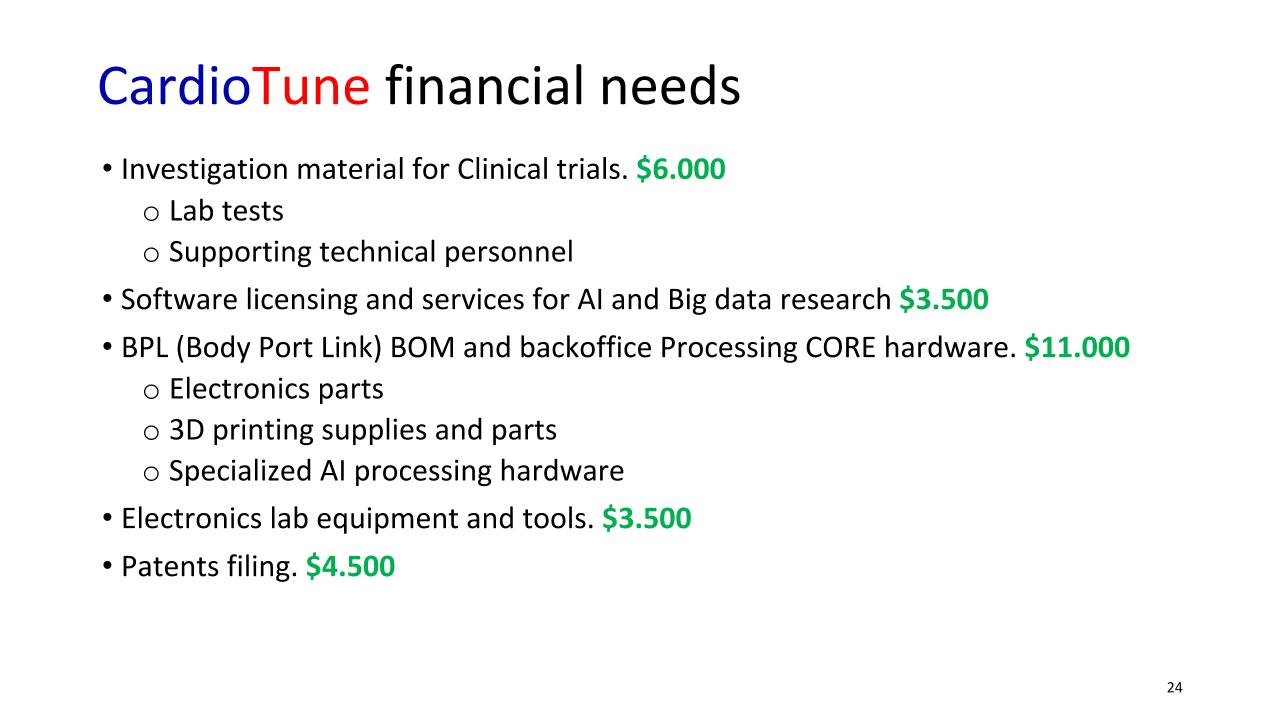 CardioTune financial needs
• Investigation material for Clinical trials. $6.000
o Lab tests
o Supporting technical personnel
• Software licensing and services for AI and Big data research $3.500
• BPL (Body Port Link) BOM and backoffice Processing CORE hardware. $11.000
o Electronics parts
o 3D printing supplies and parts
o Specialized AI processing hardware
• Electronics lab equipment and tools. $3.500
• Patents filing. $4.500
24